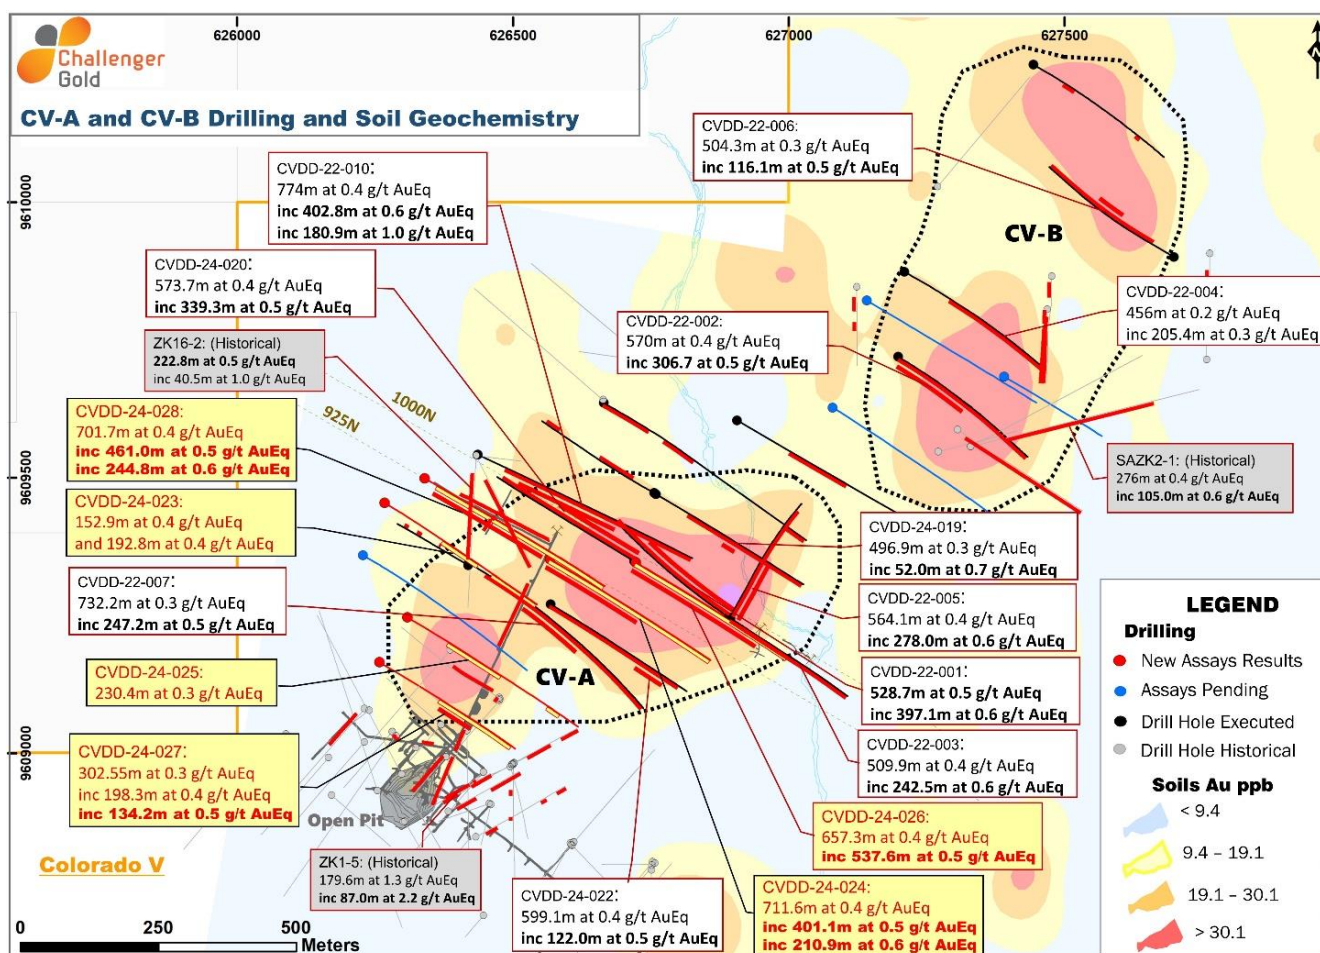 626000
626500
627000
627500
Challenger
Gold
CV-A and CV-B Drilling and Soil Geochemistry
9610000
9609500
9609000
CVDD-22-006:
504.3m at 0.3 g/t AuEq
inc 116.1m at 0.5 g/t AuEq
CVDD-22-010:
774m at 0.4 g/t AuEq
inc 402.8m at 0.6 g/t AuEq
inc 180.9m at 1.0 g/t AuEq
CV-B
CVDD-24-020:
573.7m at 0.4 g/t AuEq
inc 339.3m at 0.5 g/t AuEq
CVDD-22-004:
456m at 0.2 g/t AuEq
inc 205.4m at 0.3 g/t AuEq
CVDD-22-002:
570m at 0.4 g/t AuEq
inc 306.7 at 0.5 g/t AuEq
ZK16-2: (Historical)
222.8m at 0.5 g/t AuEq
inc 40.5m at 1.0 g/t AuEq
1000N
925N
CVDD-24-028:
701.7m at 0.4 g/t AuEq
inc 461.0m at 0.5 g/t AuEq
inc 244.8m at 0.6 g/t AuEq
SAZK2-1: (Historical)
276m at 0.4 g/t AuEq
inc 105.0m at 0.6 g/t AuEq
CVDD-24-023:
152.9m at 0.4 g/t AuEq
and 192.8m at 0.4 g/t AuEq
CVDD-24-019:
496.9m at 0.3 g/t AuEq
inc 52.0m at 0.7 g/t AuEq
CVDD-22-007:
732.2m at 0.3 g/t AuEq
inc 247.2m at 0.5 g/t AuEq
CVDD-22-005:
564.1m at 0.4 g/t AuEq
inc 278.0m at 0.6 g/t AuEq
CV-A
CVDD-24-025:
230.4m at 0.3 g/t AuEq
CVDD-22-001:
528.7m at 0.5 g/t AuEq
inc 397.1m at 0.6 g/t AuEq
CVDD-24-027:
302.55m at 0.3 g/t AuEq
inc 198.3m at 0.4 g/t AuEq
inc 134.2m at 0.5 g/t AuEq
CVDD-22-003:
509.9m at 0.4 g/t AuEq
inc 242.5m at 0.6 g/t AuEq
Open Pit
CVDD-24-026:
657.3m at 0.4 g/t AuEq
inc 537.6m at 0.5 g/t AuEq
Colorado V
ZK1-5: (Historical)
179.6m at 1.3 g/t AuEq
inc 87.0m at 2.2 g/t AuEq
CVDD-24-022:
599.1m at 0.4 g/t AuEq
inc 122.0m at 0.5 g/t AuEq
CVDD-24-024:
711.6m at 0.4 g/t AuEq
inc 401.1m at 0.5 g/t AuEq
inc 210.9m at 0.6 g/t AuEq
0 250 500
Meters
LEGEND
Drilling
New Assays Results
Assays Pending
Drill Hole Executed
Drill Hole Historical
Soils Au ppb
< 9.4
9.4 – 19.1
19.1 – 30.1
> 30.1